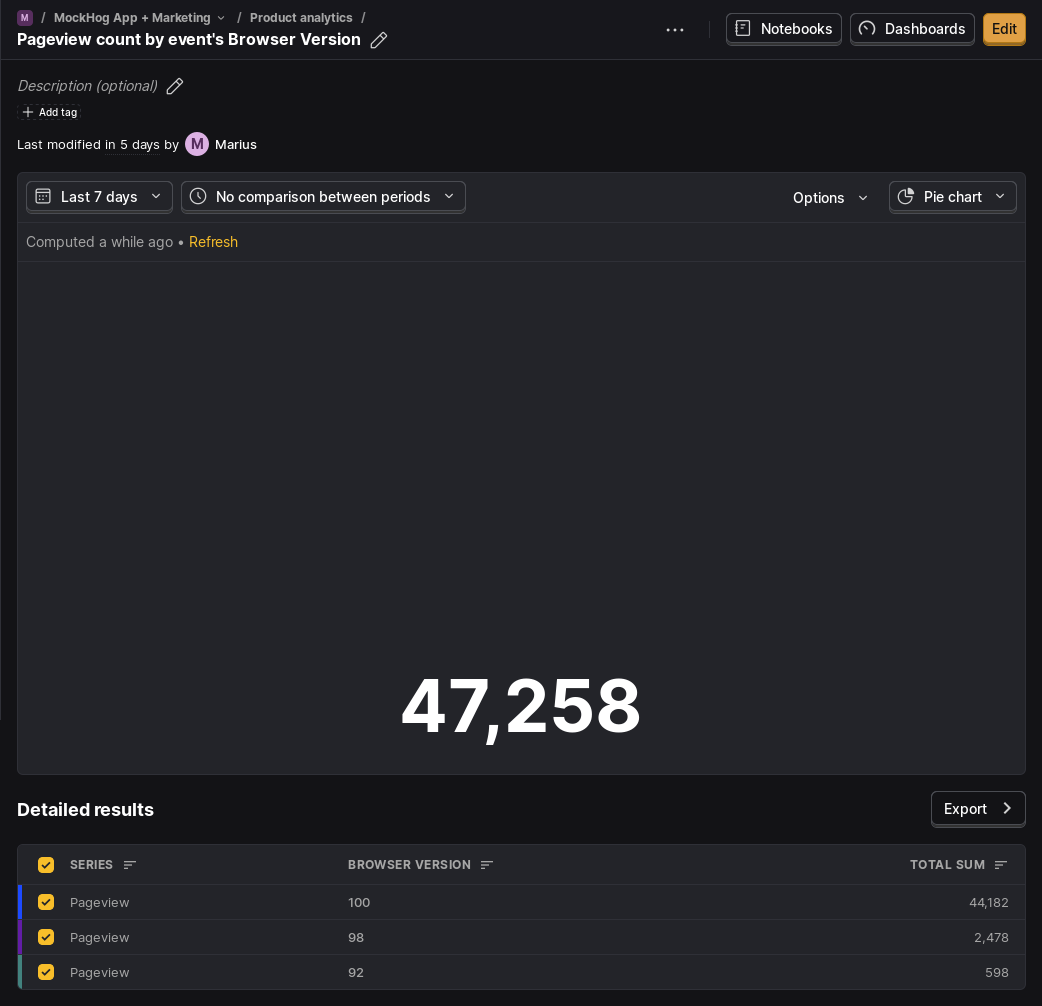 M / MockHog App + Marketing / Product analytics /
Pageview count by event's Browser Version
Notebooks
Dashboards
Edit
Description (optional)
Add tag
Last modified in 5 days by M Marius
Last 7 days
No comparison between periods
Options
Pie chart
Computed a while ago • Refresh
47,258
Detailed results
Export
SERIES BROWSER VERSION TOTAL SUM
Pageview 100 44,182
Pageview 98 2,478
Pageview 92 598